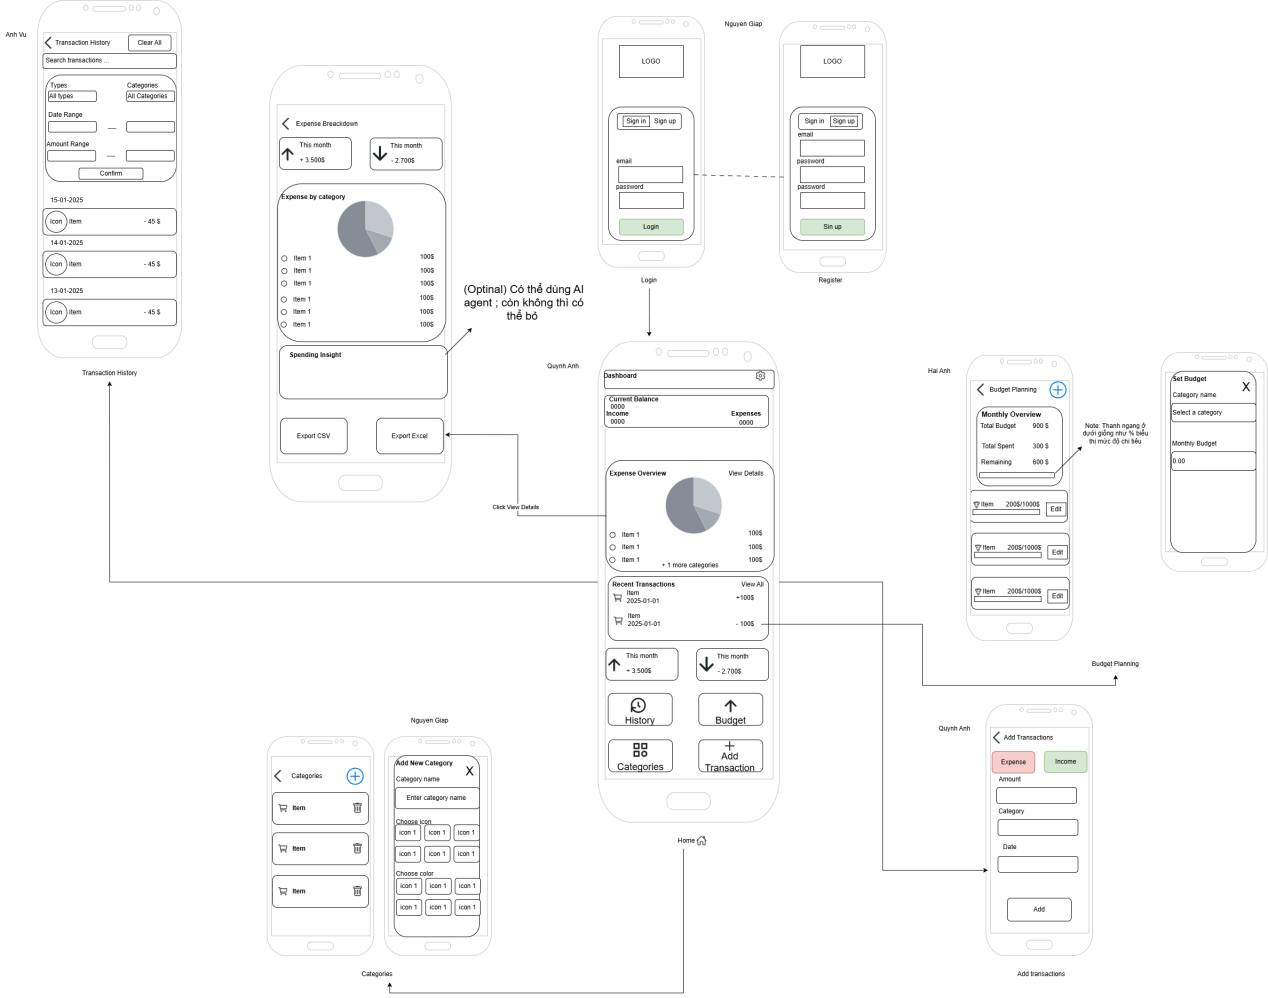 Anh Vu
Transaction History
Clear All
Search transactions ...
Types
Categories
All types
All Categories
Date Range
Amount Range
Confirm
15-01-2025
Icon
Item
- 45 $
14-01-2025
Icon
Item
- 45 $
13-01-2025
Icon
Item
- 45 $
Transaction History
Expense Breackdown
This month
+ 3.500$
This month
- 2.700$
Expense by category
Item 1
100$
Item 1
100$
Item 1
100$
Item 1
100$
Item 1
100$
Item 1
100$
Spending Insight
Export CSV
Export Excel
(Optinal) Có thể dùng AI
agent ; còn không thì có
thể bỏ
Nguyen Giap
LOGO
Sign in
Sign up
email
password
Login
Login
LOGO
Sign in
Sign up
email
password
password
Sin up
Register
Quynh Anh
Dashboard
Current Balance
0000
Income
Expenses
0000
0000
Expense Overview
View Details
Item 1
100$
Item 1
100$
Item 1
100$
+ 1 more categories
Click View Details
Recent Transactions
View All
Item
2025-01-01
+100$
Item
2025-01-01
- 100$
This month
+ 3.500$
This month
- 2.700$
History
Budget
Categories
Add
Transaction
Home
Hai Anh
Budget Planning
Monthly Overview
Total Budget
900 $
Total Spent
300 $
Remaining
600 $
Note: Thanh ngang ở
dưới giống như % biểu
thị mức độ chi tiêu
Item
200$/1000$
Edit
Item
200$/1000$
Edit
Item
200$/1000$
Edit
Set Budget
X
Category name
Select a category
Monthly Budget
0.00
Budget Planning
Quynh Anh
Add Transactions
Expense
Income
Amount
Category
Date
Add
Add transactions
Nguyen Giap
Categories
Item
Item
Item
Add New Category
X
Category name
Enter category name
Choose icon
icon 1
icon 1
icon 1
icon 1
icon 1
icon 1
Choose color
icon 1
icon 1
icon 1
icon 1
icon 1
icon 1
Categories